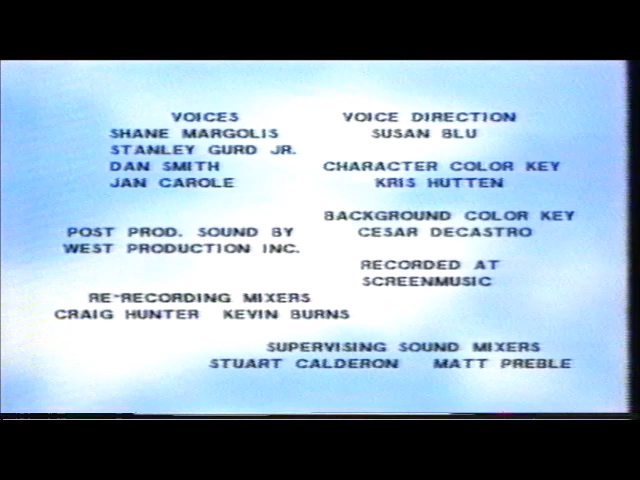 VOICES
SHANE MARGOLIS
STANLEY GURD JR.
DAN SMITH
JAN CAROLE
VOICE DIRECTION
SUSAN BLU
CHARACTER COLOR KEY
KRIS HUTTEN
BACKGROUND COLOR KEY
CESAR DECASTRO
POST PROD. SOUND BY
WEST PRODUCTION INC.
RECORDED AT
SCREENMUSIC
RE-RECORDING MIXERS
CRAIG HUNTER KEVIN BURNS
SUPERVISING SOUND MIXERS
STUART CALDERON MATT PREBLE